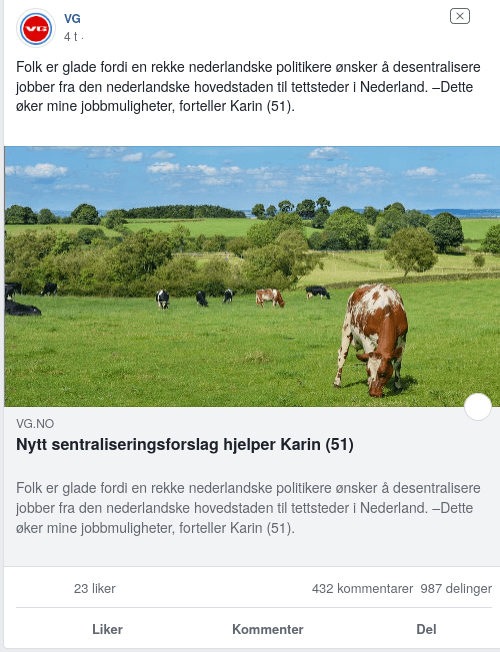 VG
VG
4 t ·
Folk er glade fordi en rekke nederlandske politikere ønsker å desentralisere
jobber fra den nederlandske hovedstaden til tettsteder i Nederland. –Dette
øker mine jobbmuligheter, forteller Karin (51).
VG.NO
Nytt sentraliseringsforslag hjelper Karin (51)
Folk er glade fordi en rekke nederlandske politikere ønsker å desentralisere
jobber fra den nederlandske hovedstaden til tettsteder i Nederland. –Dette
øker mine jobbmuligheter, forteller Karin (51).
23 liker 432 kommentarer 987 delinger
Liker Kommenter Del